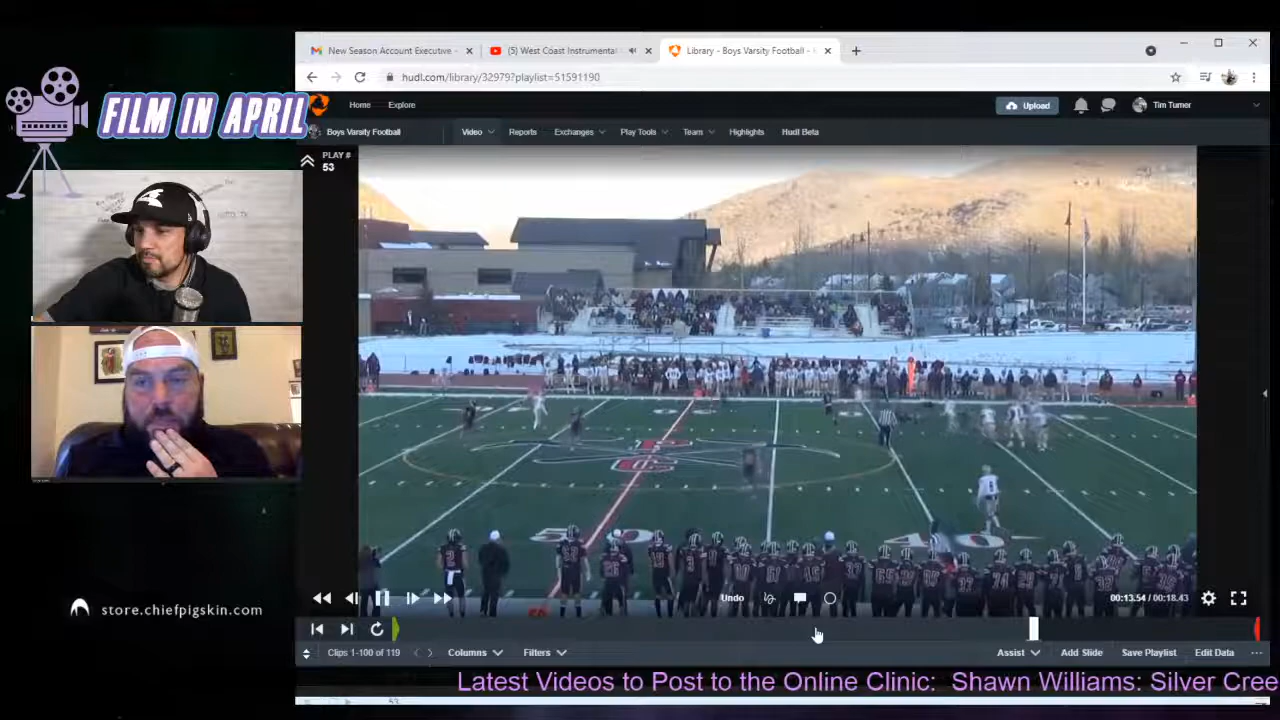 FILM IN APRIL
New Season Account Executive -
(5) West Coast Instrumental
Library - Boys Varsity Football -
hudl.com/library/32979?playlist=51591190
Home
Explore
Upload
Tim Turner
Boys Varsity Football
Video
Reports
Exchanges
Play Tools
Team
Highlights
Hudl Beta
PLAY #
53
50
40
Undo
00:13.54 / 00:18.43
store.chiefpigskin.com
Clips 1-100 of 119
Columns
Filters
Assist
Add Slide
Save Playlist
Edit Data
Latest Videos to Post to the Online Clinic: Shawn Williams: Silver Cree